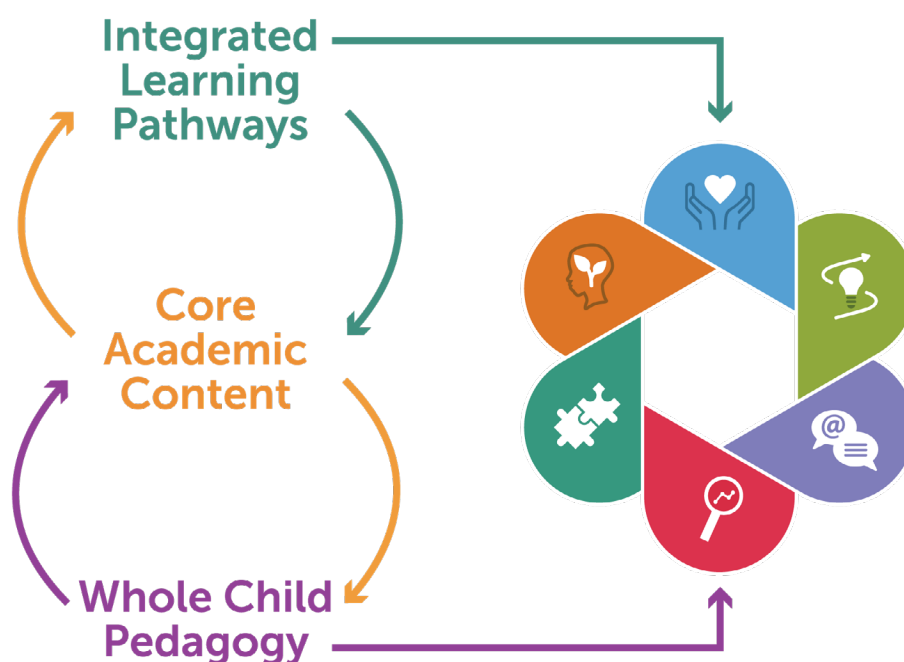 Integrated
Learning
Pathways
Core
Academic
Content
Whole Child
Pedagogy
@